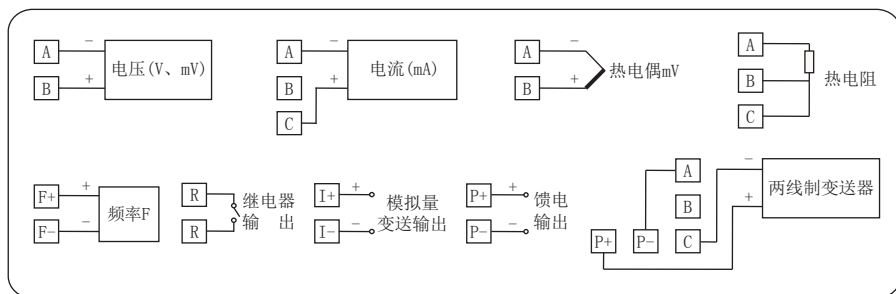 A － 电压(V、mV)
B ＋
A － 电流(mA)
B ＋
C
A － 热电偶mV
B ＋
A
B 热电阻
C
F+ ＋ 频率F
F- －
R 继电器
R 输 出
I+ ＋ 模拟量
I- － 变送输出
P+ ＋ 馈电
P- － 输出
A － 两线制变送器
B ＋
P+ P- C